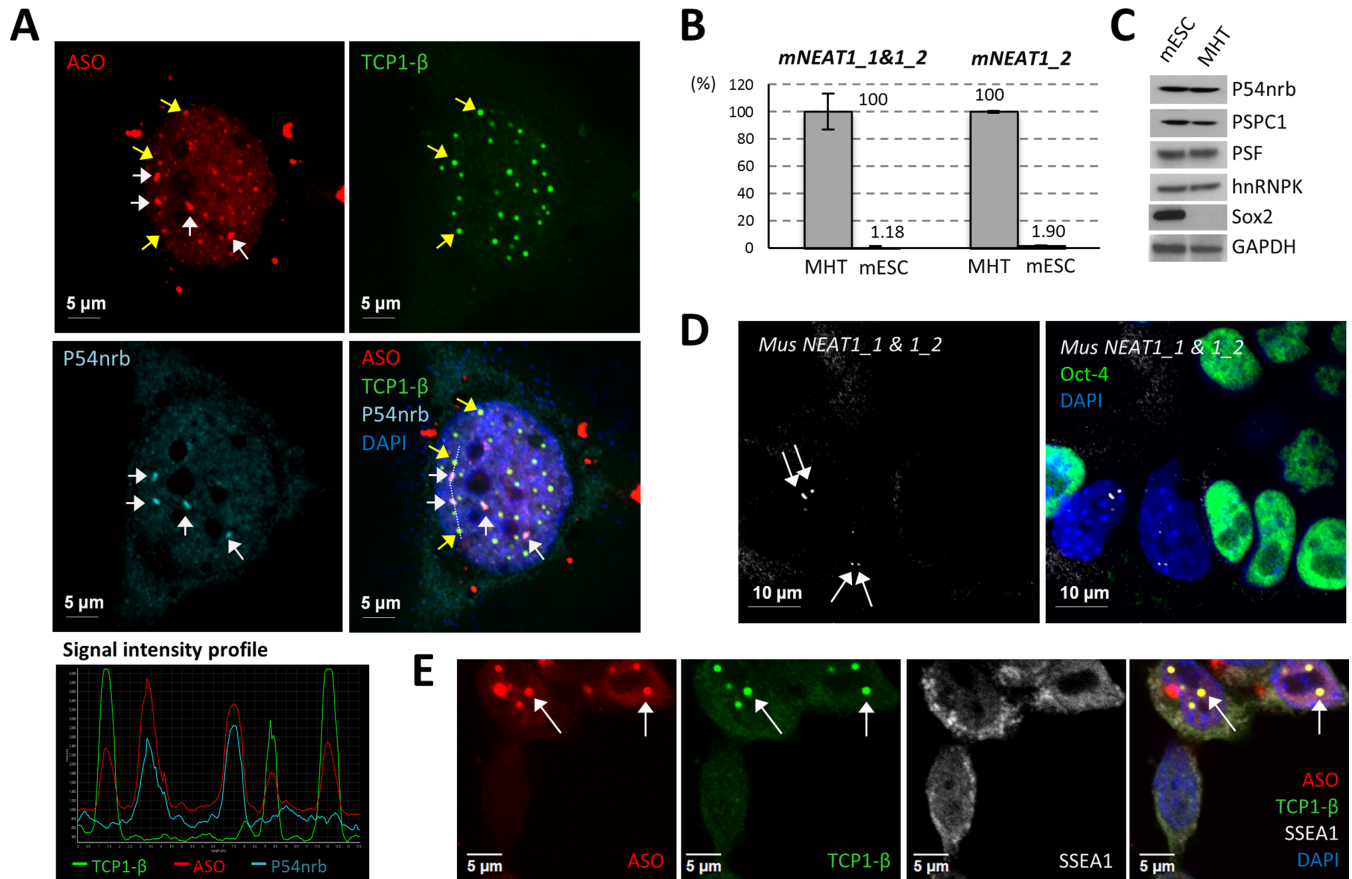 A
ASO
TCP1-β
5 µm
5 µm
P54nrb
ASO
TCP1-β
P54nrb
DAPI
5 µm
5 µm
Signal intensity profile
TCP1-β
ASO
P54nrb
B
mNEAT1_1&1_2
mNEAT1_2
(%)
120
100
80
60
40
20
0
100
1.18
100
1.90
MHT
mESC
MHT
mESC
C
mESC
MHT
P54nrb
PSPC1
PSF
hnRNPK
Sox2
GAPDH
D
Mus NEAT1_1 & 1_2
10 µm
Mus NEAT1_1 & 1_2
Oct-4
DAPI
10 µm
E
5 µm
ASO
5 µm
TCP1-β
5 µm
SSEA1
5 µm
ASO
TCP1-β
SSEA1
DAPI